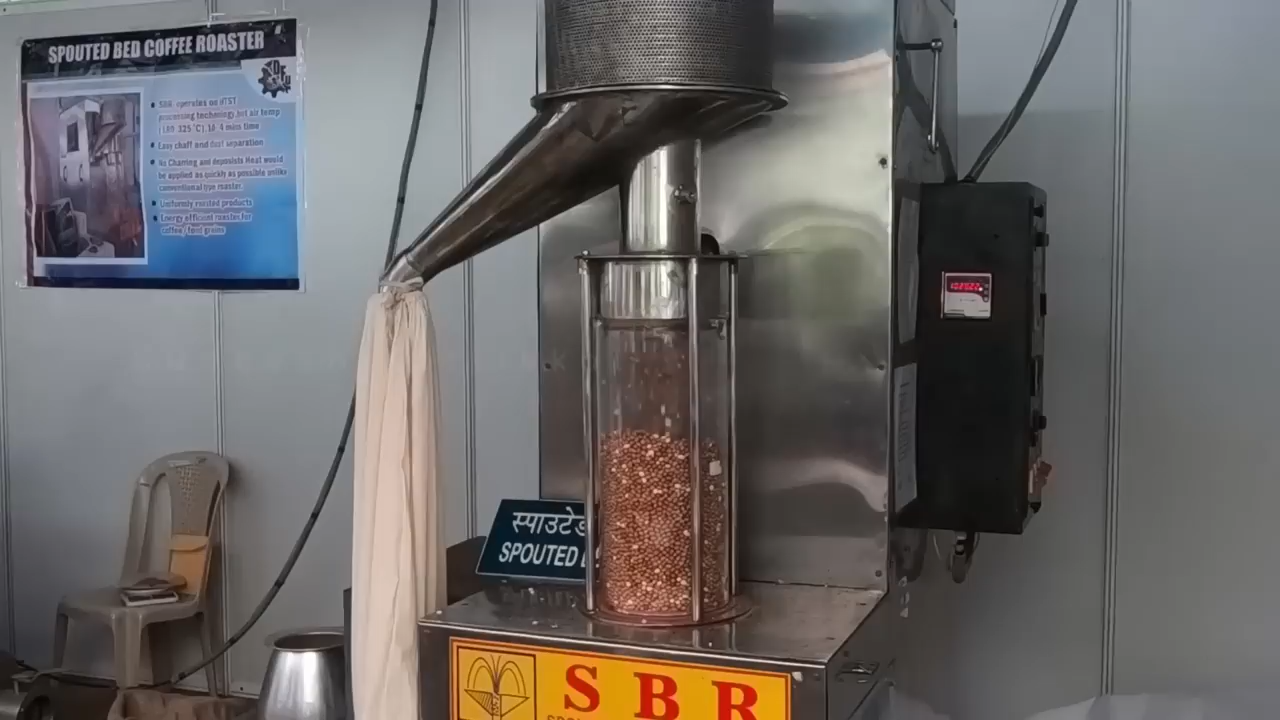 SPOUTED BED COFFEE ROASTER
SBR operates on HTST
processing technology,hot air temp
Easy chaff and dust separation
No Charring and deposists Heat would
be applied as quickly as possible unlike
conventional type roaster.
Uniformly roasted products
Energy efficient roaster for
coffee / food grains
स्पाउटेड
SPOUTED
SBR